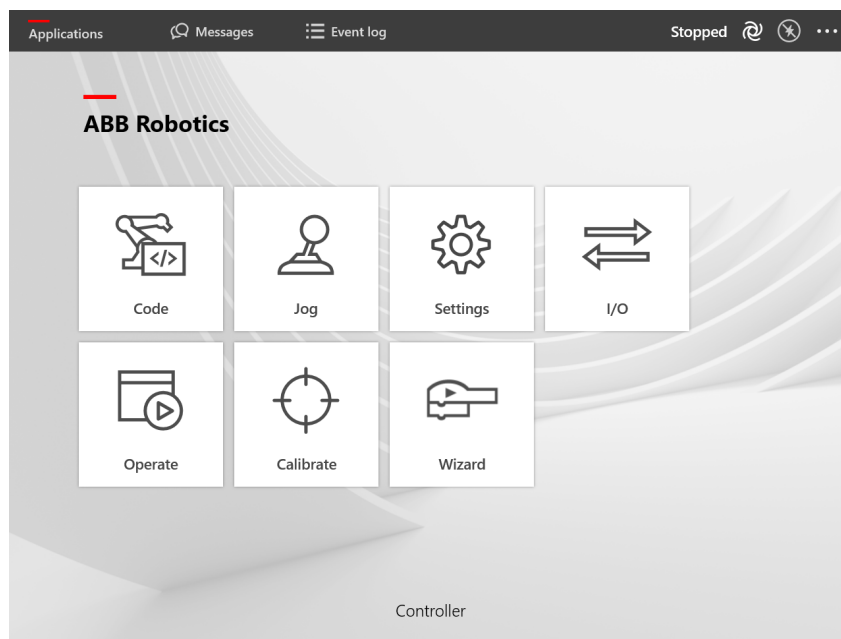 Applications Messages Event log Stopped
ABB Robotics
Code Jog Settings I/O
Operate Calibrate Wizard
Controller